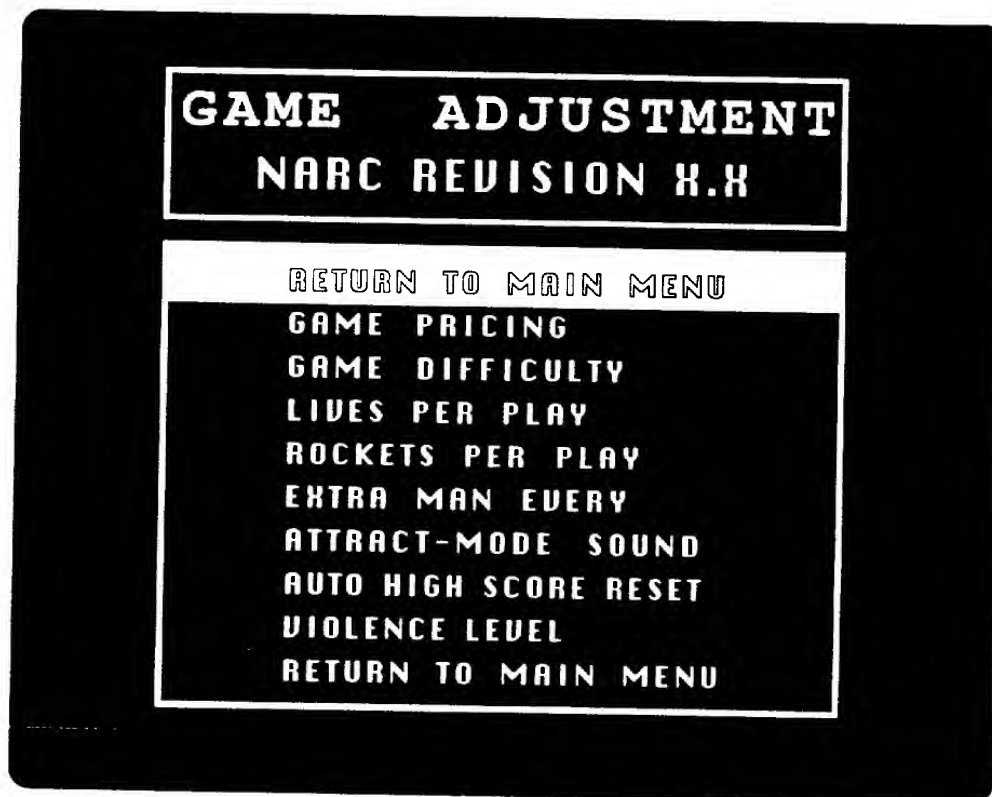 GAME ADJUSTMENT
NARC REVISION X.X
RETURN TO MAIN MENU
GAME PRICING
GAME DIFFICULTY
LIVES PER PLAY
ROCKETS PER PLAY
EXTRA MAN EVERY
ATTRACT-MODE SOUND
AUTO HIGH SCORE RESET
VIOLENCE LEVEL
RETURN TO MAIN MENU